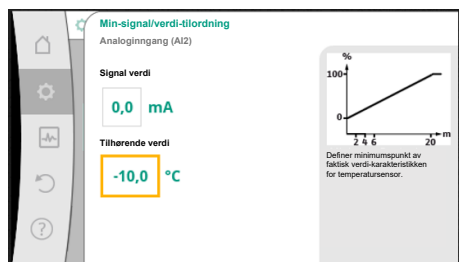 Min-signal/verdi-tilordning
Analoginngang (AI2)
Signal verdi
0,0 mA
Tilhørende verdi
-10,0 °C
%
100
0
2 4 6 20
m
Definer minimumspunkt av
faktisk verdi-karakteristikken
for temperatursensor.